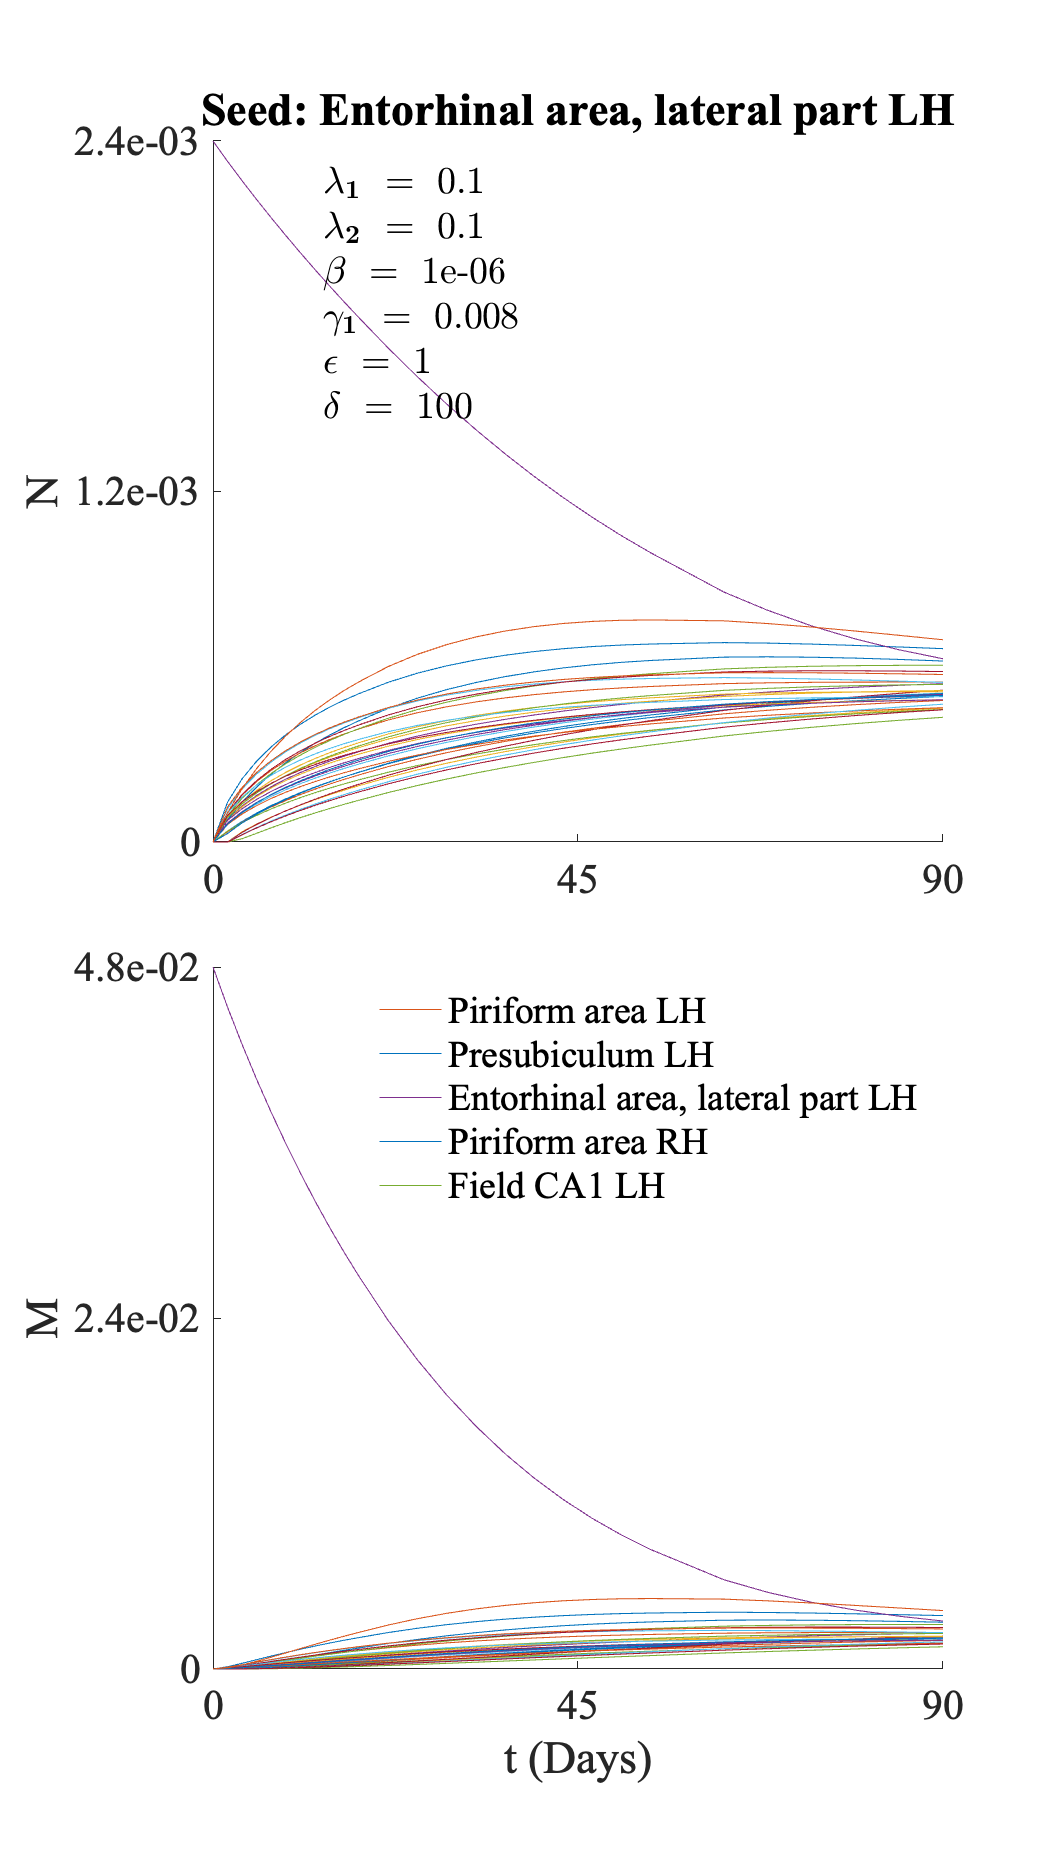 Seed: Entorhinal area, lateral part LH
2.4e-03
λ1 = 0.1
λ2 = 0.1
β = 1e-06
γ1 = 0.008
ϵ = 1
δ = 100
N
1.2e-03
0
0 45 90
4.8e-02
Piriform area LH
Presubiculum LH
Entorhinal area, lateral part LH
Piriform area RH
Field CA1 LH
M
2.4e-02
0
0 45 90
t (Days)